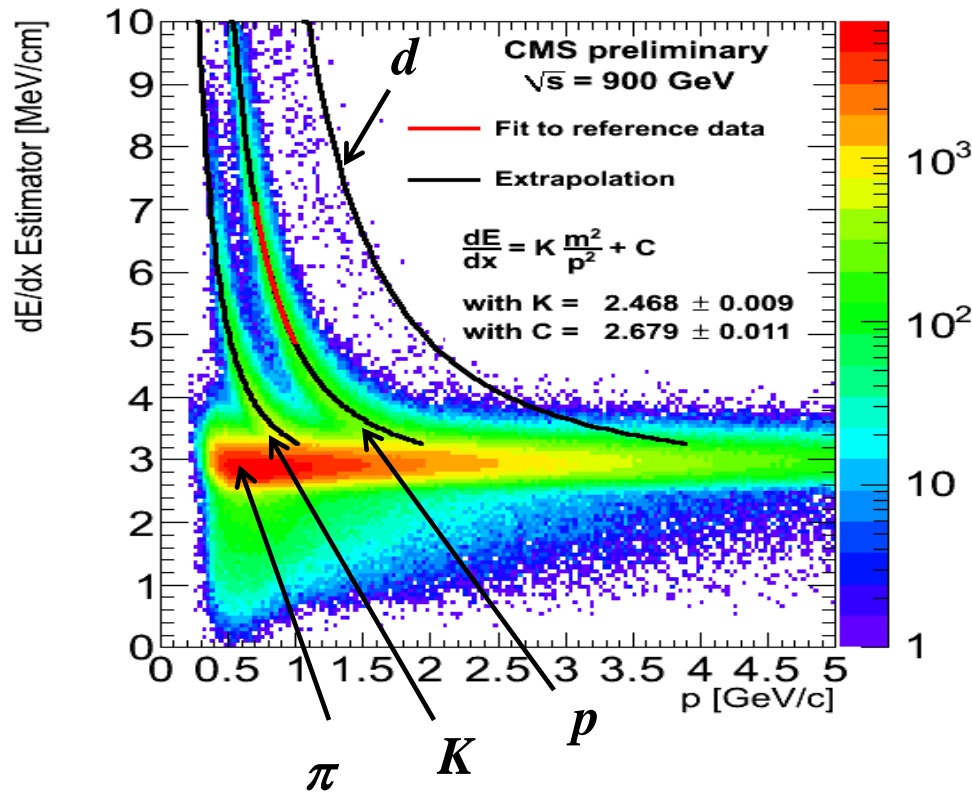 dE/dx Estimator [MeV/cm]
10
9
8
7
6
5
4
3
2
1
0
CMS preliminary
√s = 900 GeV
Fit to reference data
Extrapolation
dE/dx = K m²/p² + C
with K = 2.468 ± 0.009
with C = 2.679 ± 0.011
d
10³
10²
10
1
0 0.5 1 1.5 2 2.5 3 3.5 4 4.5 5
p [GeV/c]
π
K
p